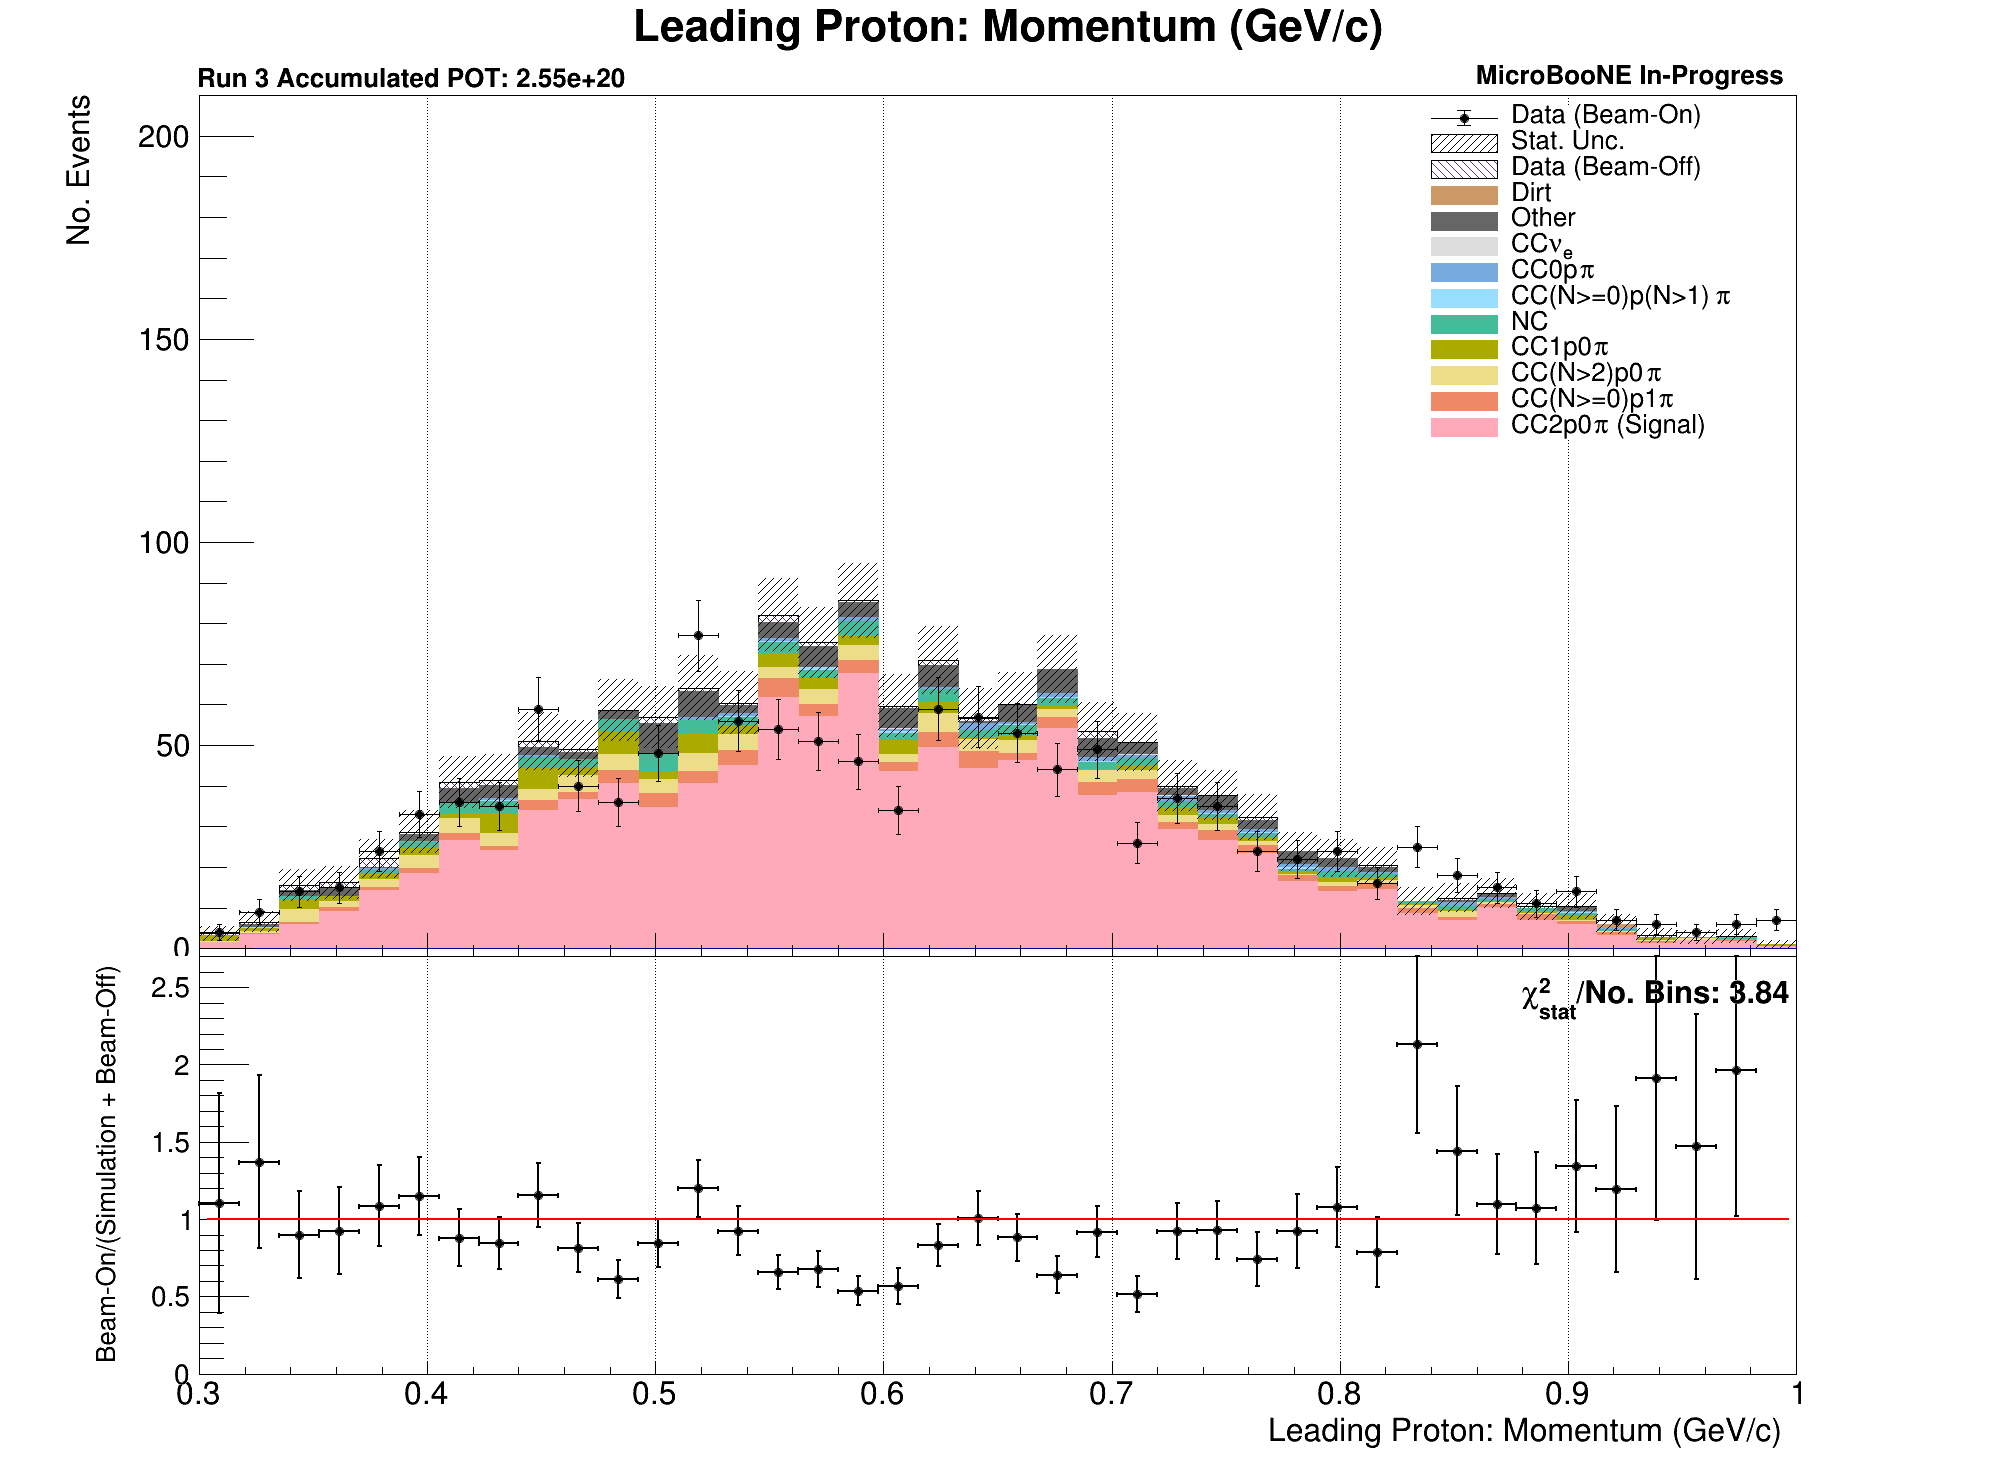 Leading Proton: Momentum (GeV/c)
Run 3 Accumulated POT: 2.55e+20
MicroBooNE In-Progress
No. Events
200
150
100
50
0
Data (Beam-On)
Stat. Unc.
Data (Beam-Off)
Dirt
Other
CCνe
CC0pπ
CC(N>=0)p(N>1) π
NC
CC1p0π
CC(N>2)p0π
CC(N>=0)p1π
CC2p0π (Signal)
Beam-On/(Simulation + Beam-Off)
2.5
2
1.5
1
0.5
0
χ²stat/No. Bins: 3.84
0.3 0.4 0.5 0.6 0.7 0.8 0.9 1
Leading Proton: Momentum (GeV/c)